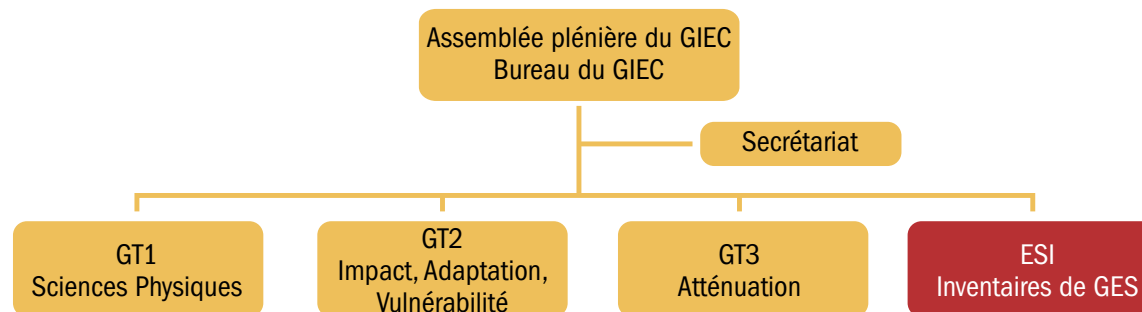 Assemblée plénière du GIEC
Bureau du GIEC
Secrétariat
GT1
Sciences Physiques
GT2
Impact, Adaptation,
Vulnérabilité
GT3
Atténuation
ESI
Inventaires de GES